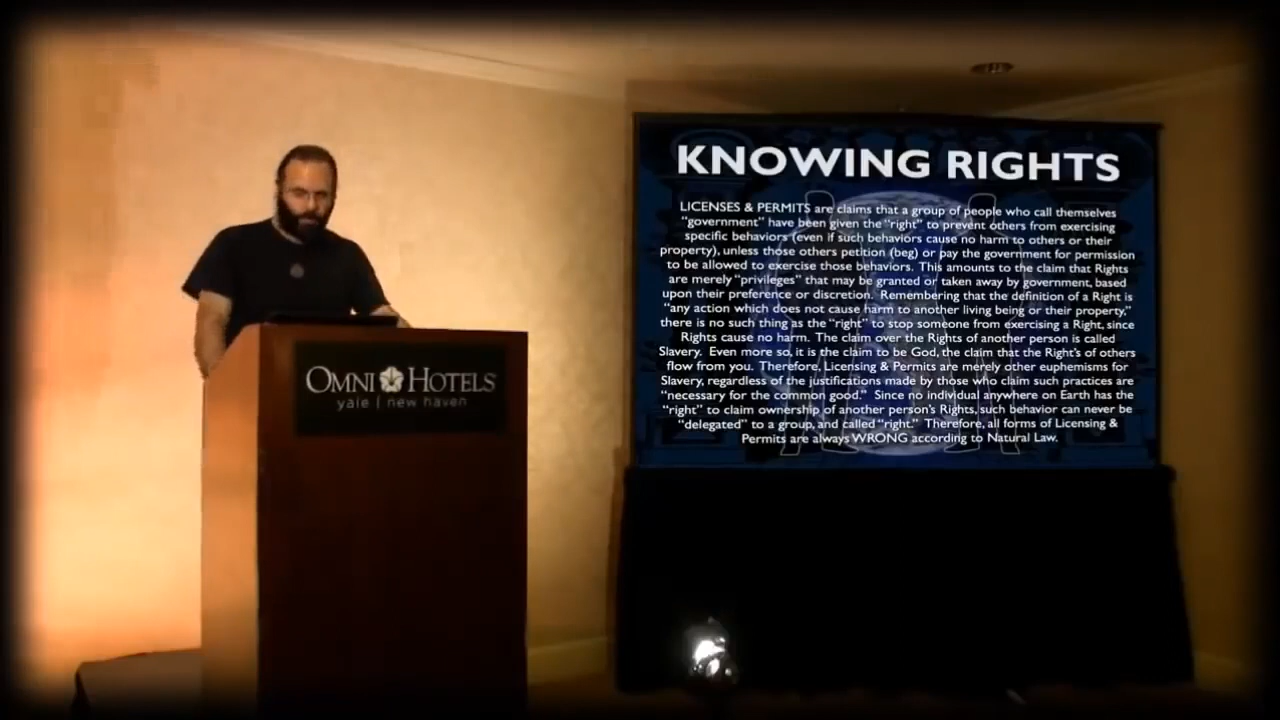 KNOWING RIGHTS
LICENSES & PERMITS are claims that a group of people who call themselves
"government" have been given the "right" to prevent others from exercising
specific behaviors (even if such behaviors cause no harm to others or their
property), unless those others petition (beg) or pay the government for permission
to be allowed to exercise those behaviors. This amounts to the claim that Rights
are merely "privileges" that may be granted or taken away by government, based
upon their preference or discretion. Remembering that the definition of a Right is
"any action which does not cause harm to another living being or their property,"
there is no such thing as the "right" to stop someone from exercising a Right, since
Rights cause no harm. The claim over the Rights of another person is called
Slavery. Even more so, it is the claim to be God, the claim that the Right's of others
flow from you. Therefore, Licensing & Permits are merely other euphemisms for
Slavery, regardless of the justifications made by those who claim such practices are
"necessary for the common good." Since no individual anywhere on Earth has the
"right" to claim ownership of another person's Rights, such behavior can never be
"delegated" to a group, and called "right." Therefore, all forms of Licensing &
Permits are always WRONG according to Natural Law.
OMNI HOTELS
yale | new haven